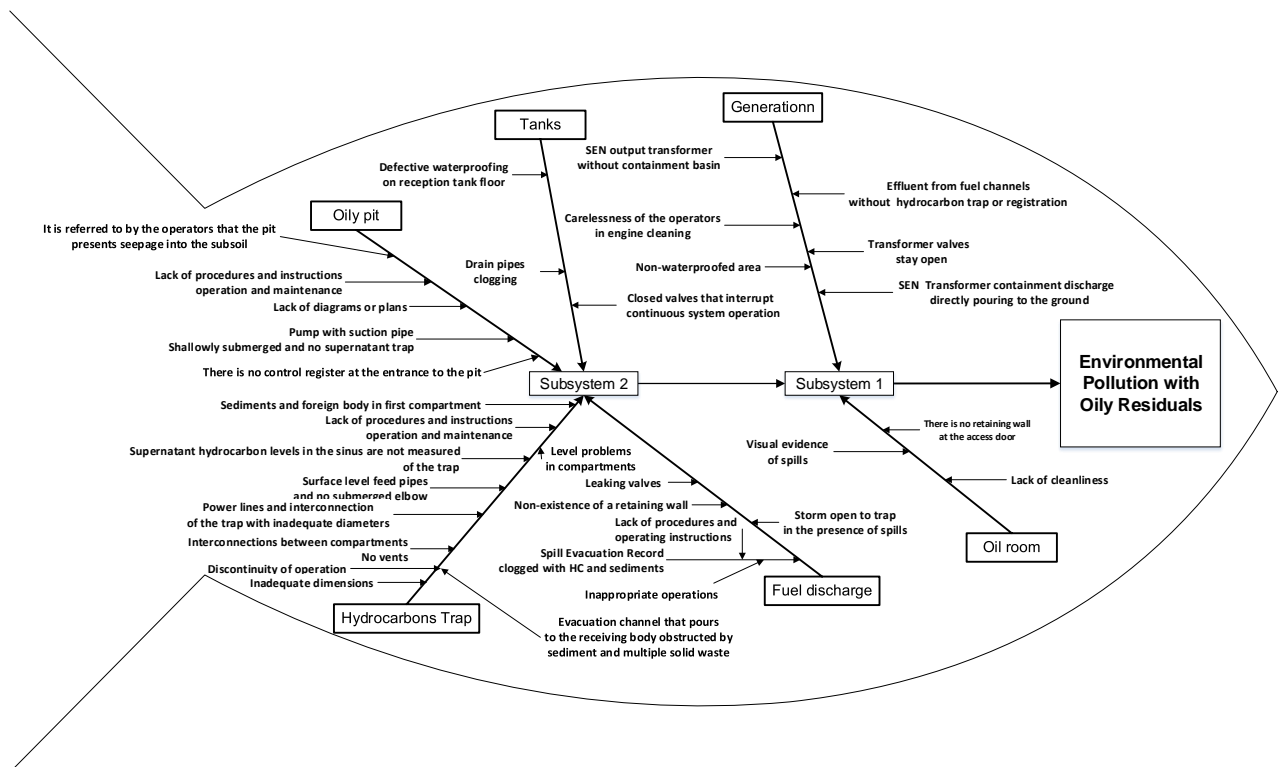 Generationn
Tanks
SEN output transformer
without containment basin
Defective waterproofing
on reception tank floor
Effluent from fuel channels
without hydrocarbon trap or registration
Oily pit
Carelessness of the operators
in engine cleaning
It is referred to by the operators that the pit
presents seepage into the subsoil
Transformer valves
stay open
Drain pipes
clogging
Non-waterproofed area
Lack of procedures and instructions
operation and maintenance
SEN Transformer containment discharge
directly pouring to the ground
Closed valves that interrupt
continuous system operation
Lack of diagrams or plans
Pump with suction pipe
Shallowly submerged and no supernatant trap
There is no control register at the entrance to the pit
Subsystem 2
Subsystem 1
Environmental
Pollution with
Oily Residuals
Sediments and foreign body in first compartment
Lack of procedures and instructions
operation and maintenance
There is no retaining wall
at the access door
Supernatant hydrocarbon levels in the sinus are not measured
of the trap
Level problems
in compartments
Visual evidence
of spills
Surface level feed pipes
and no submerged elbow
Leaking valves
Lack of cleanliness
Power lines and interconnection
of the trap with inadequate diameters
Non-existence of a retaining wall
Storm open to trap
in the presence of spills
Lack of procedures and
operating instructions
Interconnections between compartments
No vents
Spill Evacuation Record
clogged with HC and sediments
Oil room
Discontinuity of operation
Inadequate dimensions
Inappropriate operations
Fuel discharge
Hydrocarbons Trap
Evacuation channel that pours
to the receiving body obstructed by
sediment and multiple solid waste